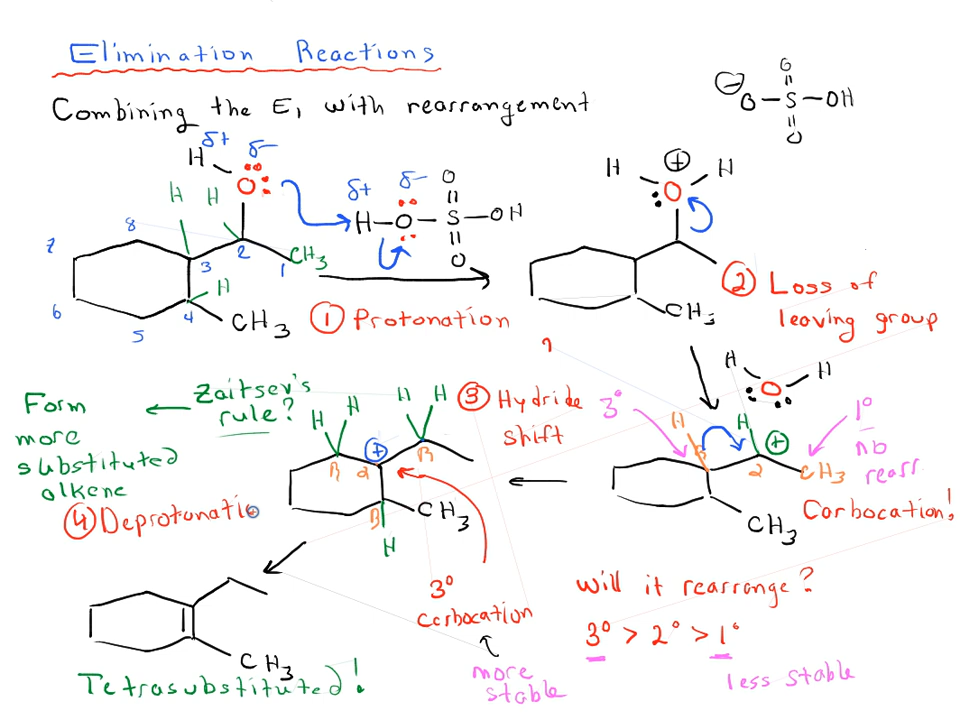 Elimination Reactions
Combining the E1 with rearrangement
⊖ O – S – OH
O
O
H δ+ δ-
H H O
8
7
3 2 1 CH3
H
6
5 4 CH3
δ+ δ- O
H – O – S – OH
O
① Protonation
H ⊕ H
O
CH3
② Loss of
leaving group
H O H
3° H H ⊕ 1°
no
rearr
3 2 CH3
Carbocation!
CH3
③ Hydride
shift
H H H H
⊕
β α β
β CH3
H
Zaitsev's
rule?
Form
more
substituted
alkene
④ Deprotonatio
3°
Carbocation
more
stable
will it rearrange?
3° > 2° > 1°
less stable
CH3
Tetrasubstituted!